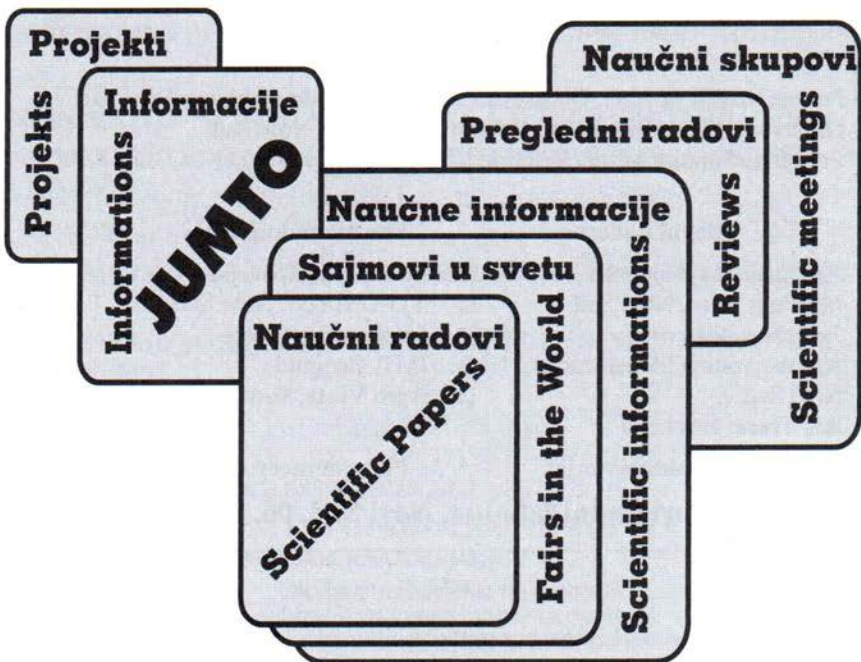 Projekti
Projekts
Informacije
Informations
JUMTO
Naučni skupovi
Scientific meetings
Pregledni radovi
Reviews
Naučne informacije
Scientific informations
Sajmovi u svetu
Fairs in the World
Naučni radovi
Scientific Papers